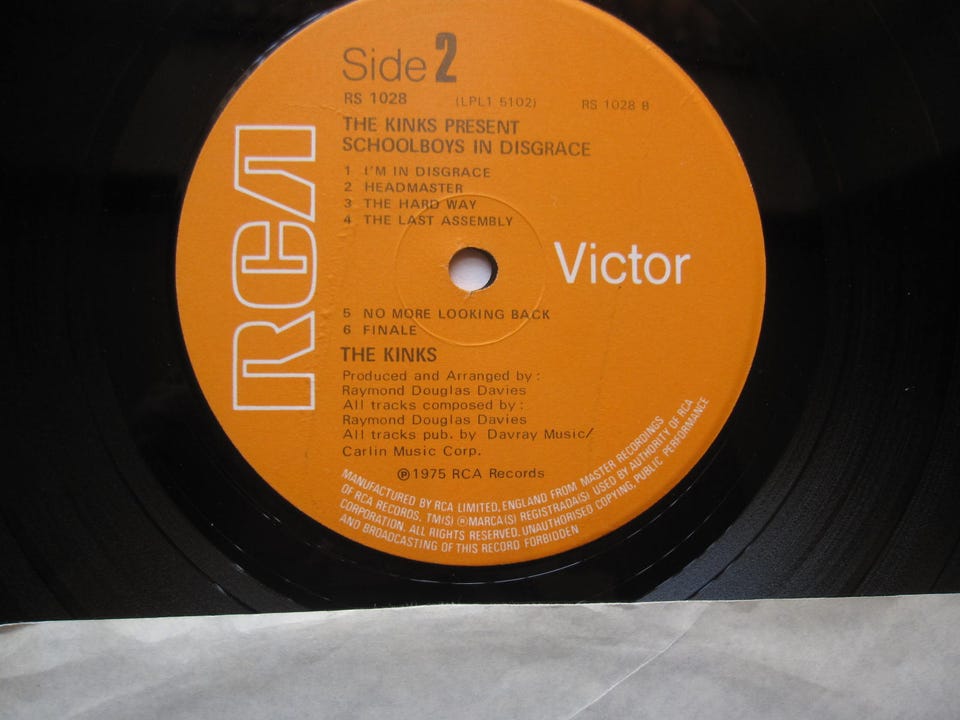 Side 2
RS 1028 (LPL1 5102) RS 1028 B
THE KINKS PRESENT
SCHOOLBOYS IN DISGRACE
1 I'M IN DISGRACE
2 HEADMASTER
3 THE HARD WAY
4 THE LAST ASSEMBLY
RCA
Victor
5 NO MORE LOOKING BACK
6 FINALE
THE KINKS
Produced and Arranged by :
Raymond Douglas Davies
All tracks composed by :
Raymond Douglas Davies
All tracks pub. by Davray Music/
Carlin Music Corp.
℗1975 RCA Records
MANUFACTURED BY RCA LIMITED, ENGLAND FROM MASTER RECORDINGS
OF RCA RECORDS. TM(S) ® MARCA(S) REGISTRADA(S) USED BY AUTHORITY OF RCA
CORPORATION. ALL RIGHTS RESERVED. UNAUTHORISED COPYING, PUBLIC PERFORMANCE
AND BROADCASTING OF THIS RECORD FORBIDDEN